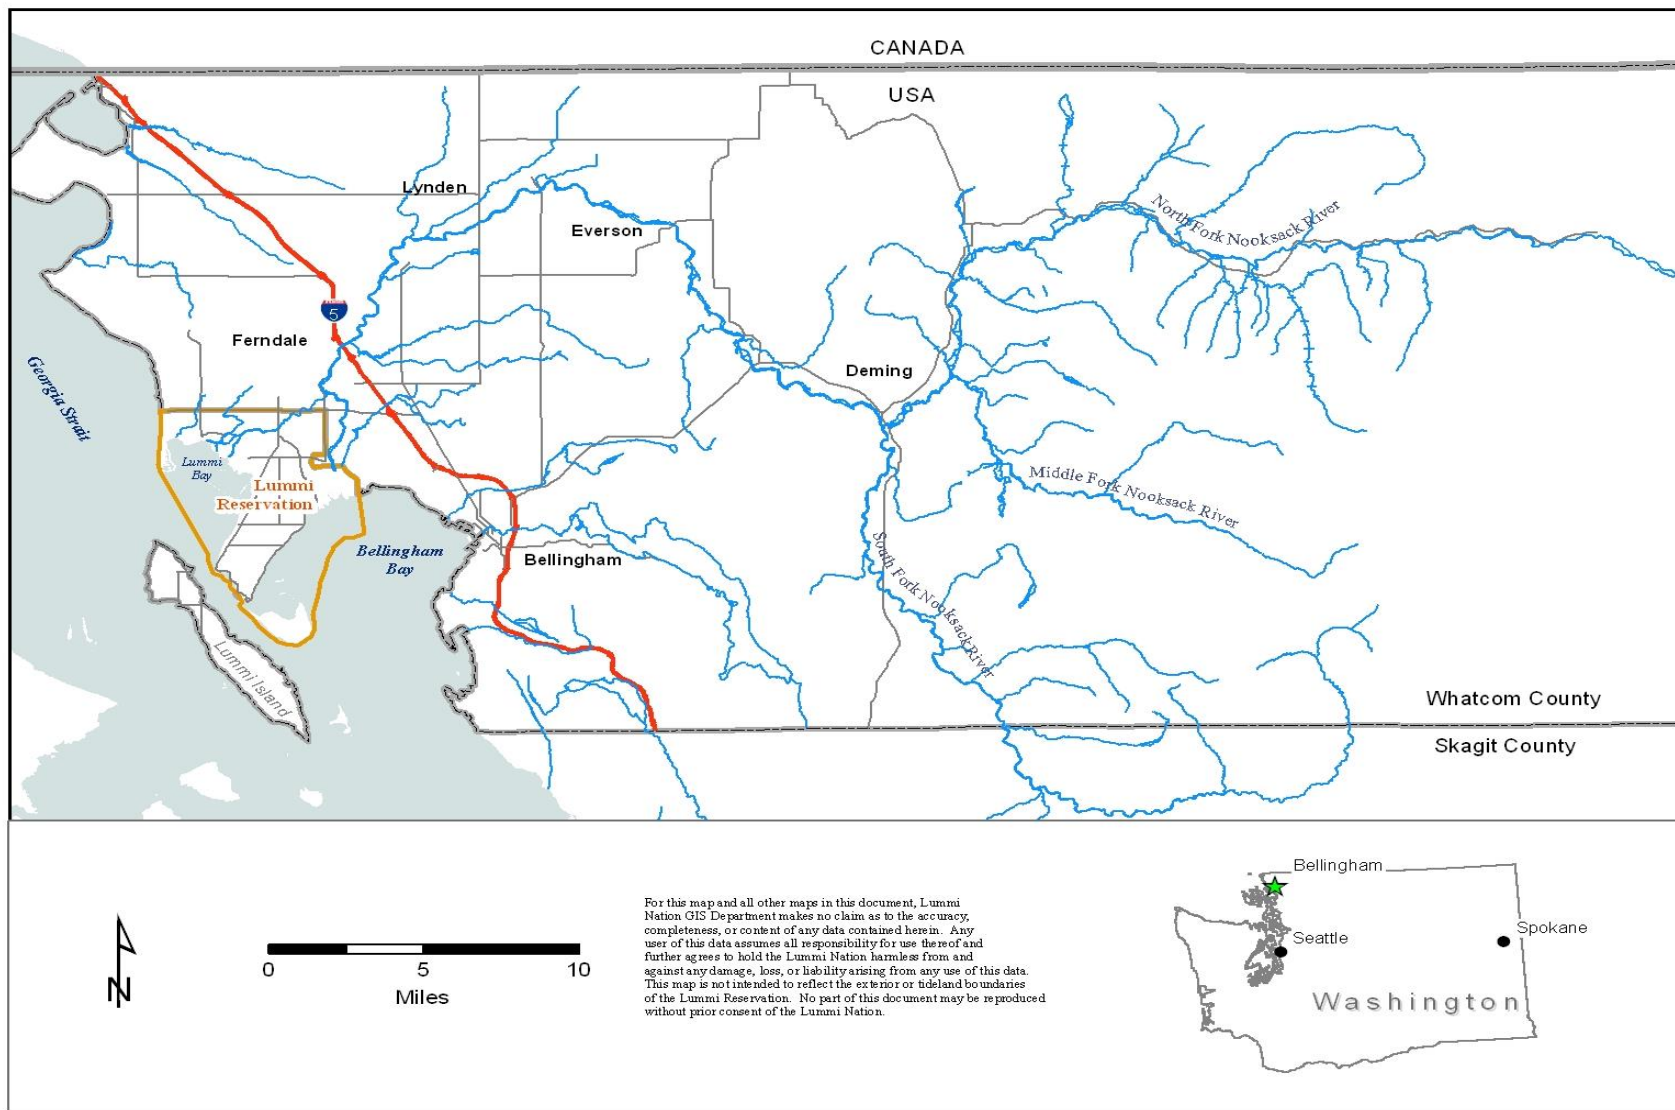 CANADA
USA
Lynden
North Fork Nooksack River
Everson
5
Ferndale
Georgia Strait
Deming
Lummi
Bay
Lummi
Reservation
Middle Fork Nooksack River
Bellingham
Bay
Bellingham
South Fork Nooksack River
Lummi Island
Whatcom County
Skagit County
N
0 5 10
Miles
For this map and all other maps in this document, Lummi
Nation GIS Department makes no claim as to the accuracy,
completeness, or content of any data contained herein. Any
user of this data assumes all responsibility for use thereof and
further agrees to hold the Lummi Nation harmless from and
against any damage, loss, or liability arising from any use of this data.
This map is not intended to reflect the exterior or tideland boundaries
of the Lummi Reservation. No part of this document may be reproduced
without prior consent of the Lummi Nation.
Bellingham
Seattle
Spokane
Washington